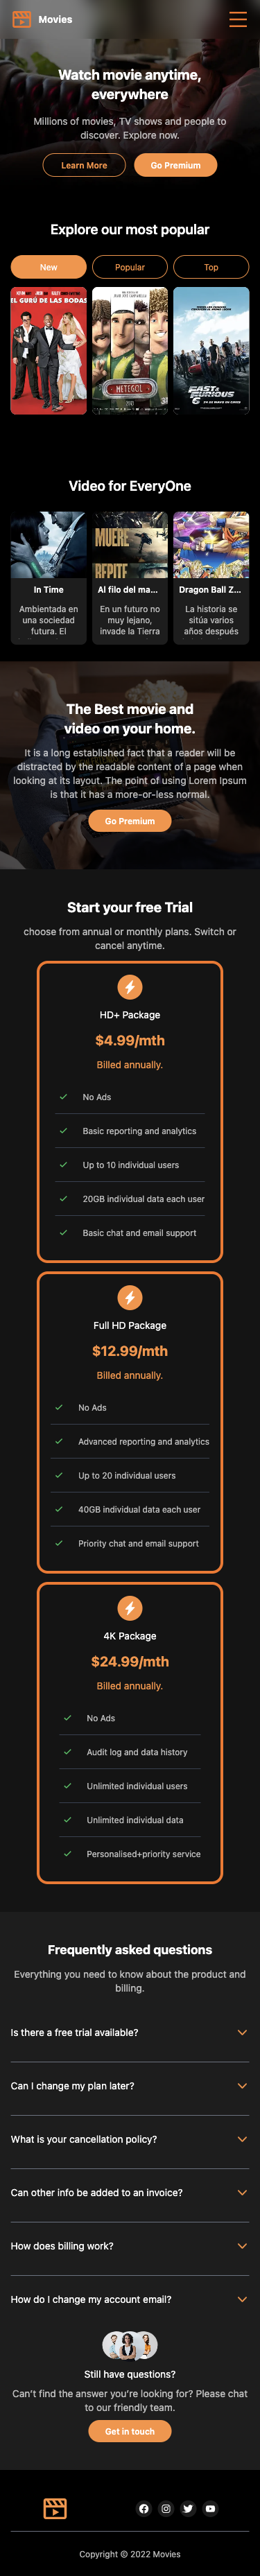 Movies
Watch movie anytime,
everywhere
Millions of movies, TV shows and people to
discover. Explore now.
Learn More
Go Premium
Explore our most popular
New
Popular
Top
EL GURÚ DE LAS BODAS
METEGOL
FAST & FURIOUS 6
Video for EveryOne
MUERE
REPITE
In Time
Al filo del ma...
Dragon Ball Z...
Ambientada en
una sociedad
futura. El
En un futuro no
muy lejano,
invade la Tierra
La historia se
sitúa varios
años después
The Best movie and
video on your home.
It is a long established fact that a reader will be
distracted by the readable content of a page when
looking at its layout. The point of using Lorem Ipsum
is that it has a more-or-less normal.
Go Premium
Start your free Trial
choose from annual or monthly plans. Switch or
cancel anytime.
HD+ Package
$4.99/mth
Billed annually.
No Ads
Basic reporting and analytics
Up to 10 individual users
20GB individual data each user
Basic chat and email support
Full HD Package
$12.99/mth
Billed annually.
No Ads
Advanced reporting and analytics
Up to 20 individual users
40GB individual data each user
Priority chat and email support
4K Package
$24.99/mth
Billed annually.
No Ads
Audit log and data history
Unlimited individual users
Unlimited individual data
Personalised+priority service
Frequently asked questions
Everything you need to know about the product and
billing.
Is there a free trial available?
Can I change my plan later?
What is your cancellation policy?
Can other info be added to an invoice?
How does billing work?
How do I change my account email?
Still have questions?
Can't find the answer you're looking for? Please chat
to our friendly team.
Get in touch
Copyright © 2022 Movies